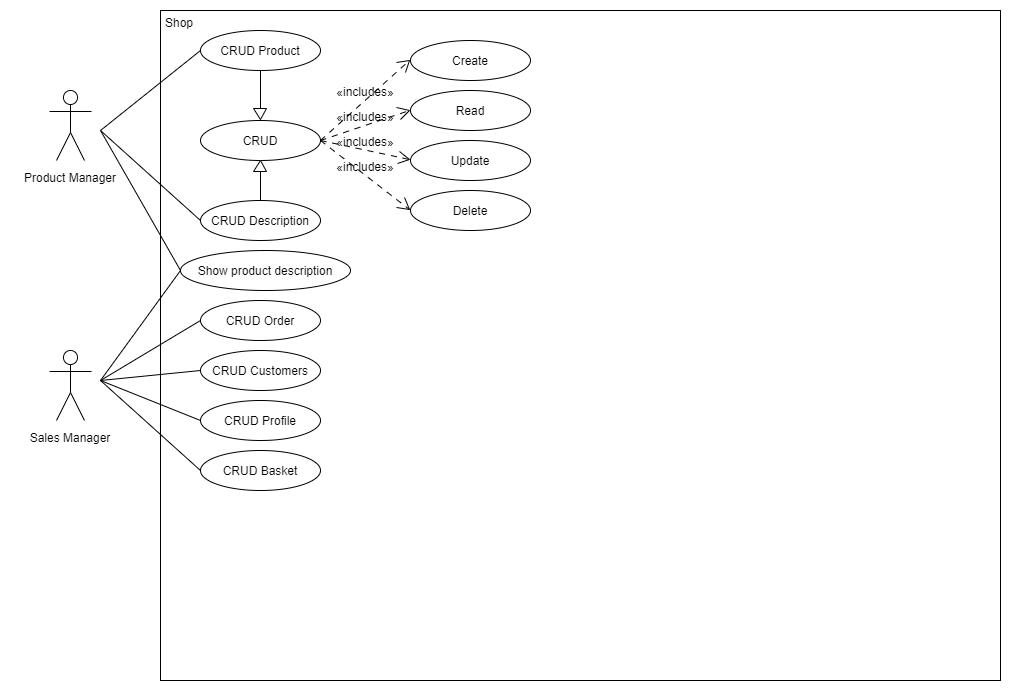 Shop
CRUD Product
Create
«includes»
Read
«includes»
Product Manager
CRUD
«includes»
Update
«includes»
Delete
CRUD Description
Show product description
CRUD Order
Sales Manager
CRUD Customers
CRUD Profile
CRUD Basket